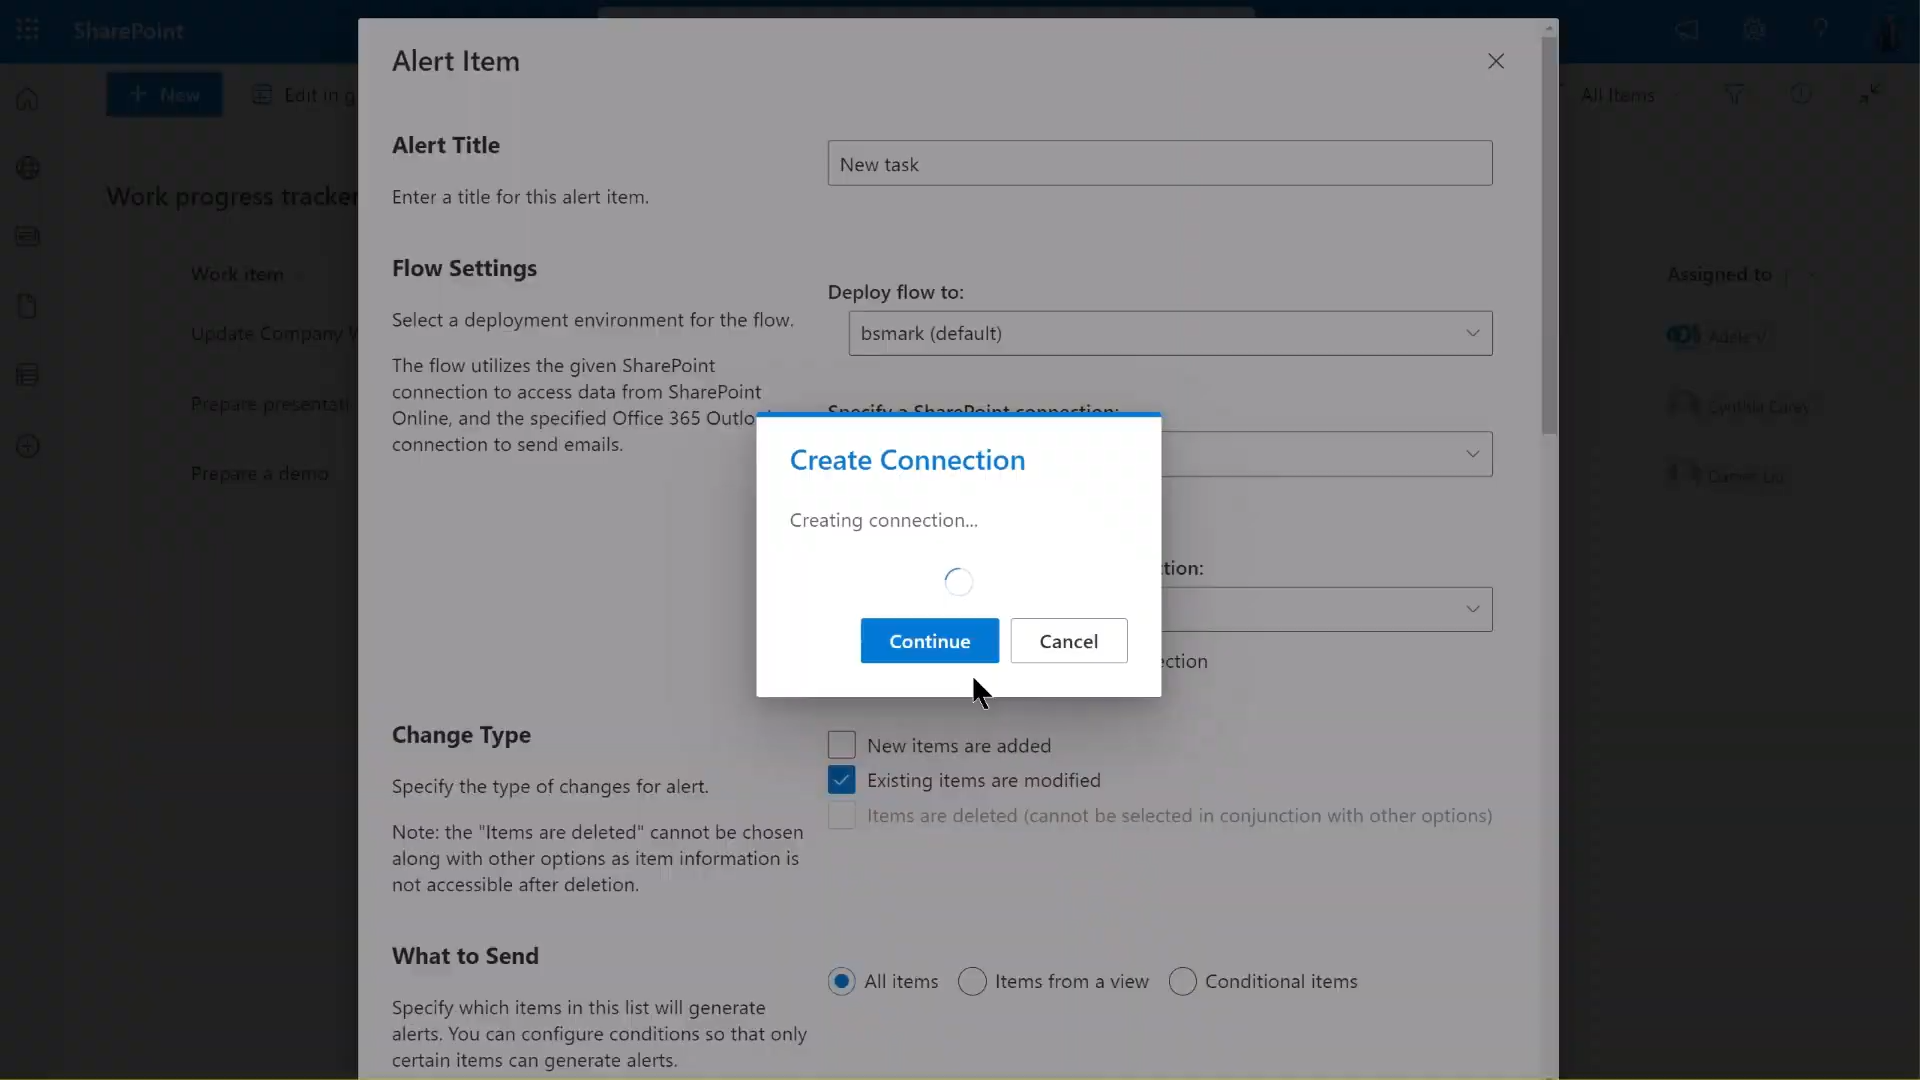 SharePoint
Alert Item
New
Edit in g
All Items
Alert Title
New task
Enter a title for this alert item.
Work progress tracker
Flow Settings
Deploy flow to:
Select a deployment environment for the flow.
bsmark (default)
The flow utilizes the given SharePoint
connection to access data from SharePoint
Online, and the specified Office 365 Outlo
connection to send emails.
Specify a SharePoint connection:
Work item
Assigned to
Update Company W
Adele V
Prepare presentati
Cynthia Carey
Prepare a demo
Create Connection
Creating connection...
Continue
Cancel
tion:
ection
Change Type
New items are added
Specify the type of changes for alert.
Existing items are modified
Items are deleted (cannot be selected in conjunction with other options)
Note: the "Items are deleted" cannot be chosen
along with other options as item information is
not accessible after deletion.
What to Send
All items
Items from a view
Conditional items
Specify which items in this list will generate
alerts. You can configure conditions so that only
certain items can generate alerts.